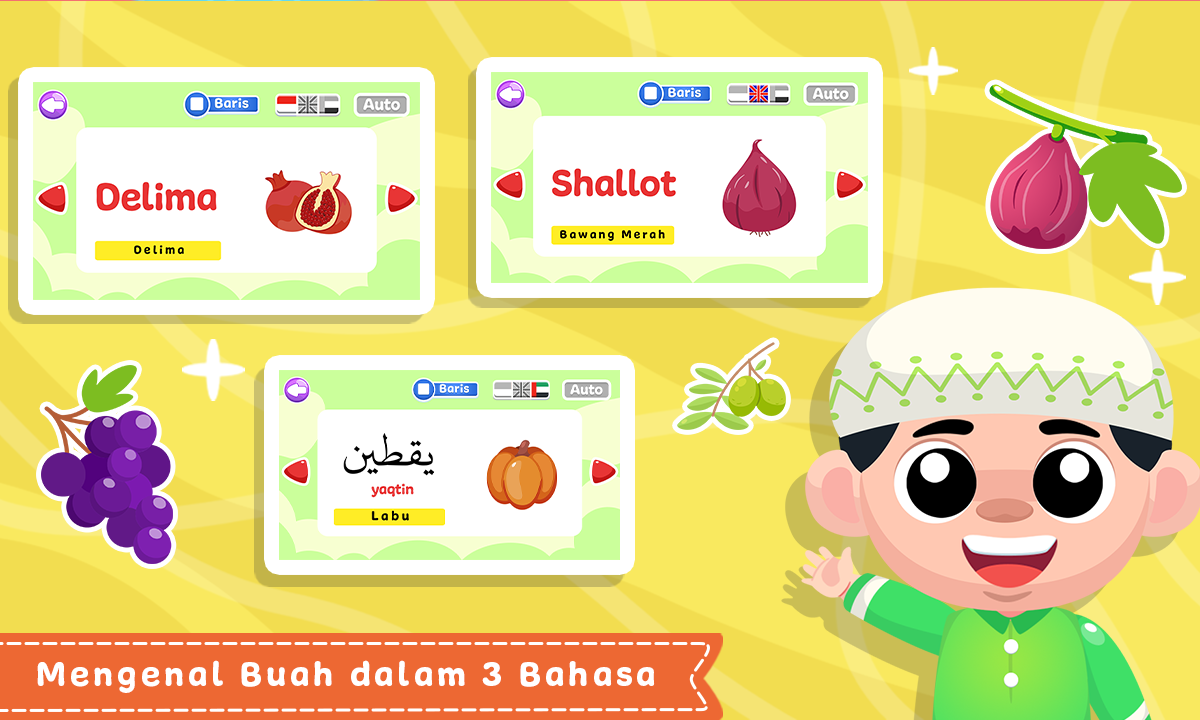 Baris
Auto
Delima
Delima
Baris
Auto
Shallot
Bawang Merah
Baris
Auto
يقطين
yaqtin
Labu
Mengenal Buah dalam 3 Bahasa